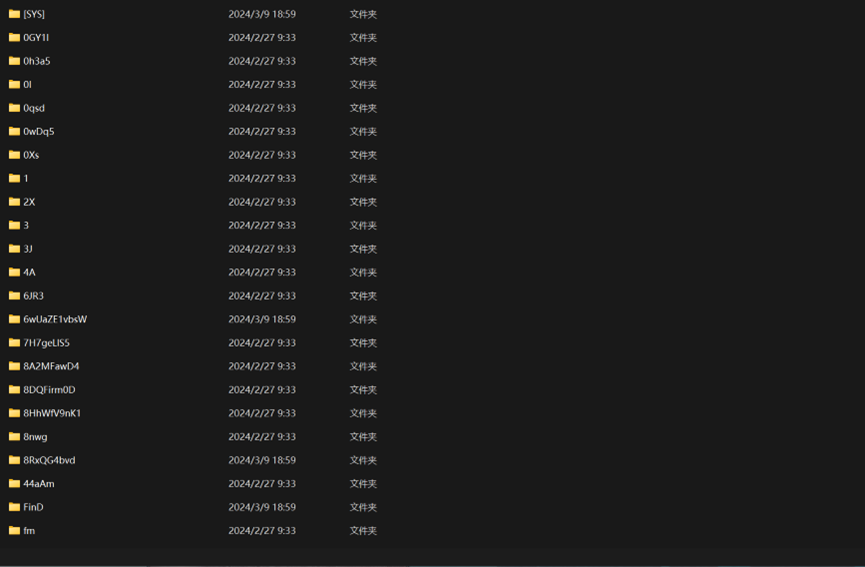 [SYS] 2024/3/9 18:59 文件夹
0GY1I 2024/2/27 9:33 文件夹
0h3a5 2024/2/27 9:33 文件夹
0I 2024/2/27 9:33 文件夹
0qsd 2024/2/27 9:33 文件夹
0wDq5 2024/2/27 9:33 文件夹
0Xs 2024/2/27 9:33 文件夹
1 2024/2/27 9:33 文件夹
2X 2024/2/27 9:33 文件夹
3 2024/2/27 9:33 文件夹
3J 2024/2/27 9:33 文件夹
4A 2024/2/27 9:33 文件夹
6JR3 2024/2/27 9:33 文件夹
6wUaZE1vbsW 2024/3/9 18:59 文件夹
7H7geLIS5 2024/2/27 9:33 文件夹
8A2MFawD4 2024/2/27 9:33 文件夹
8DQFirm0D 2024/2/27 9:33 文件夹
8HhWfV9nK1 2024/2/27 9:33 文件夹
8nwg 2024/2/27 9:33 文件夹
8RxQG4bvd 2024/3/9 18:59 文件夹
44aAm 2024/2/27 9:33 文件夹
FinD 2024/3/9 18:59 文件夹
fm 2024/2/27 9:33 文件夹